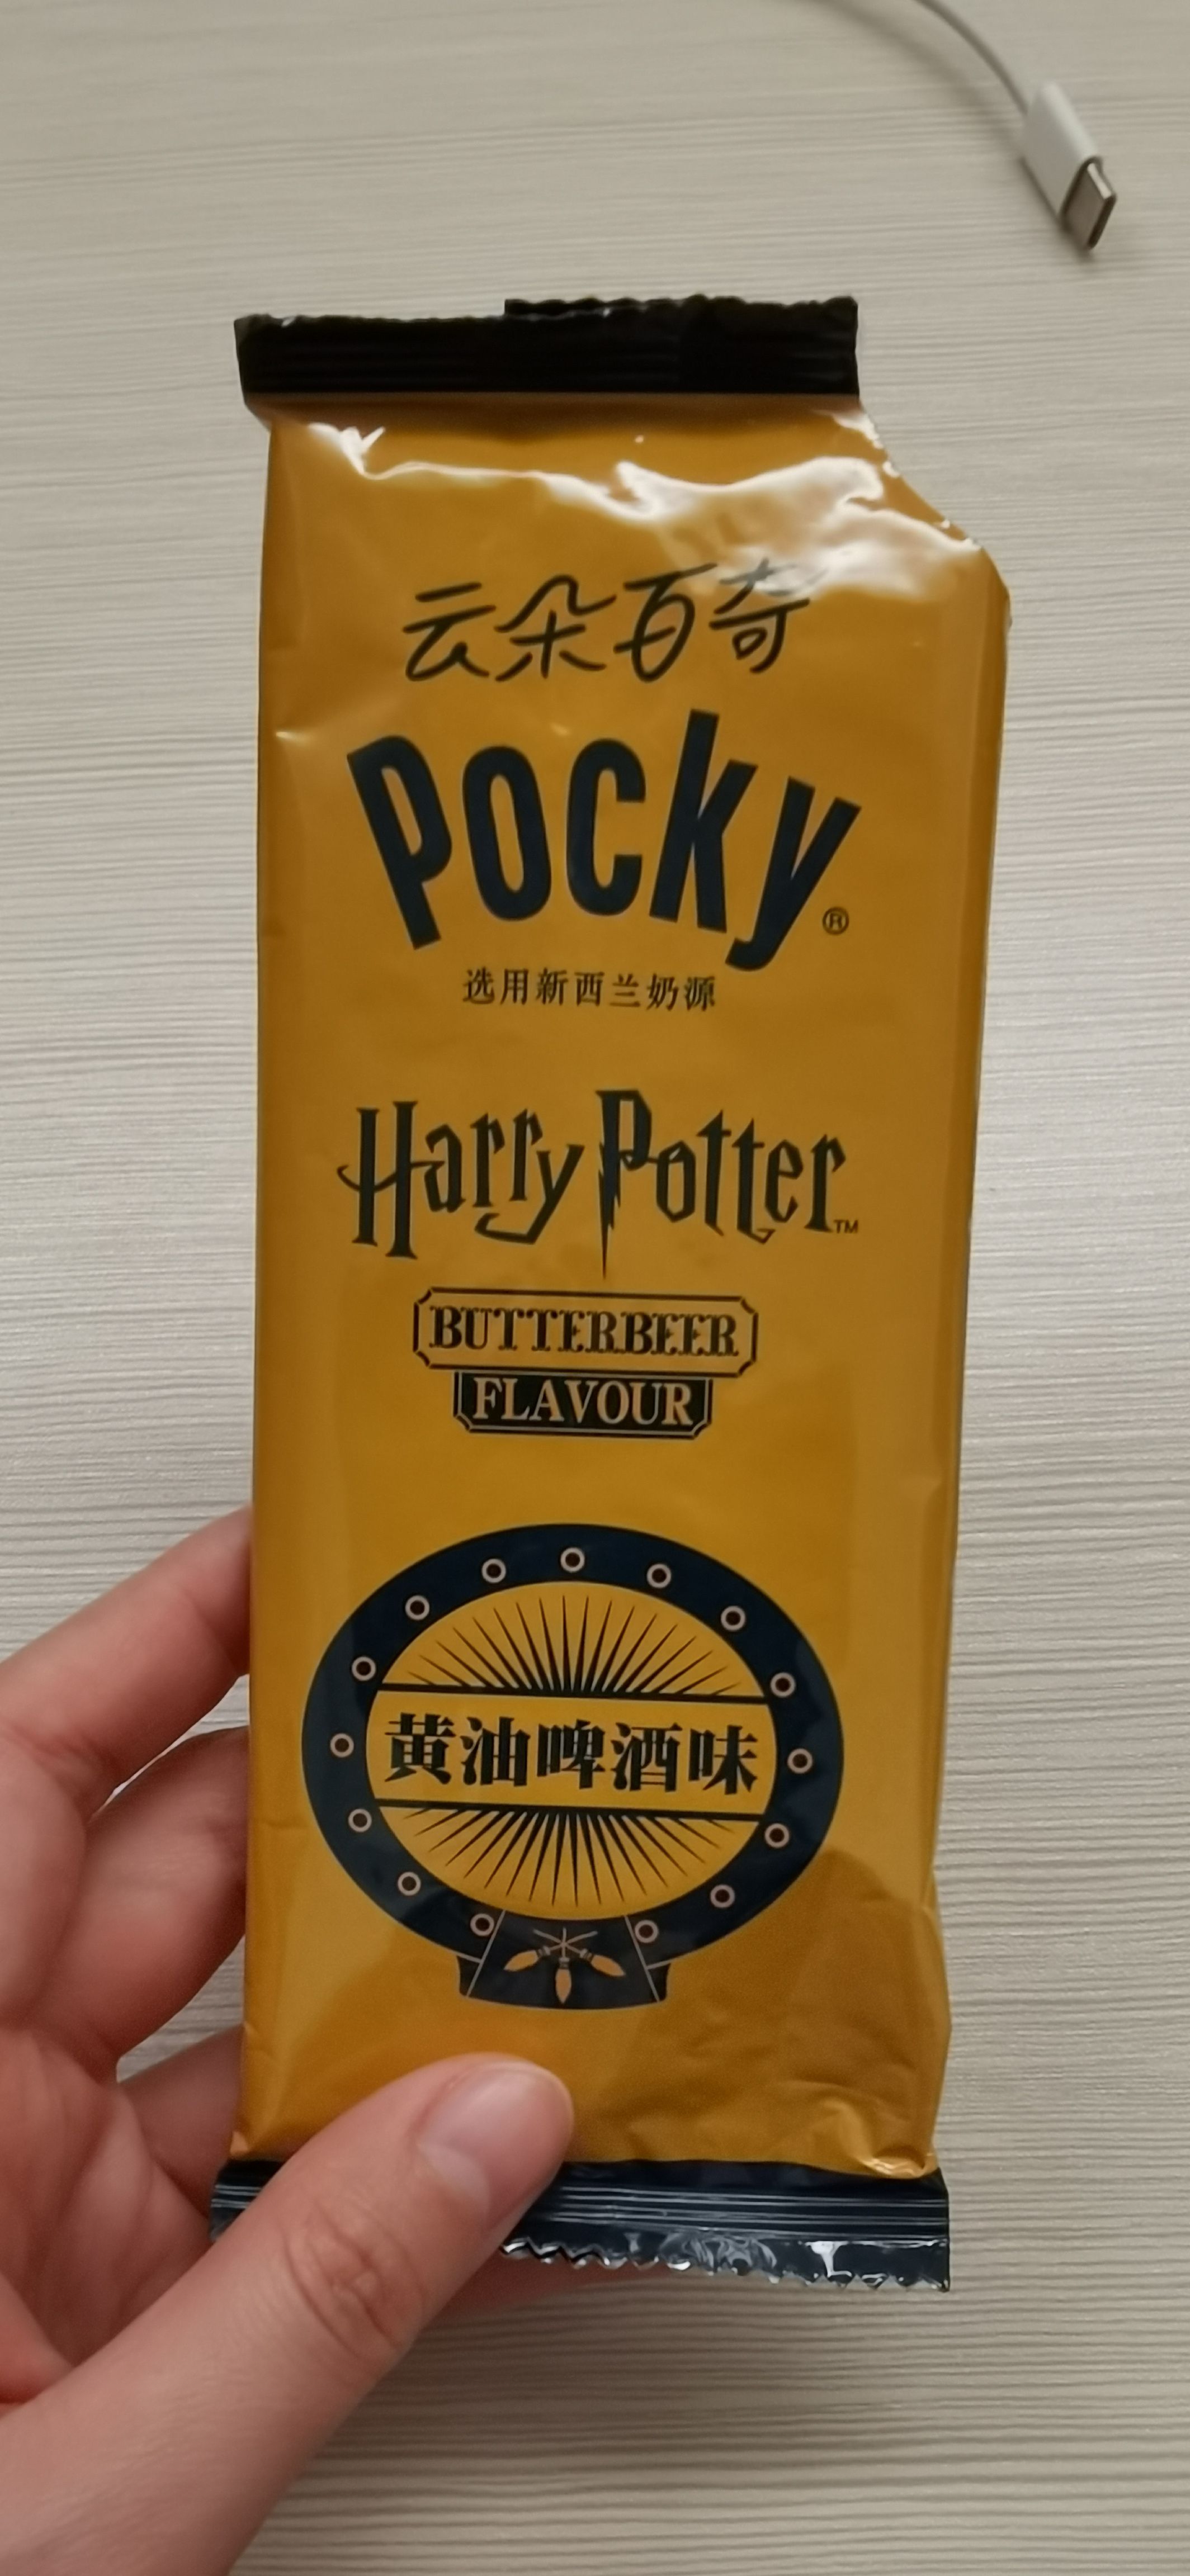 云朵百奇
Pocky®
选用新西兰奶源
Harry Potter™
BUTTERBEER
FLAVOUR
黄油啤酒味